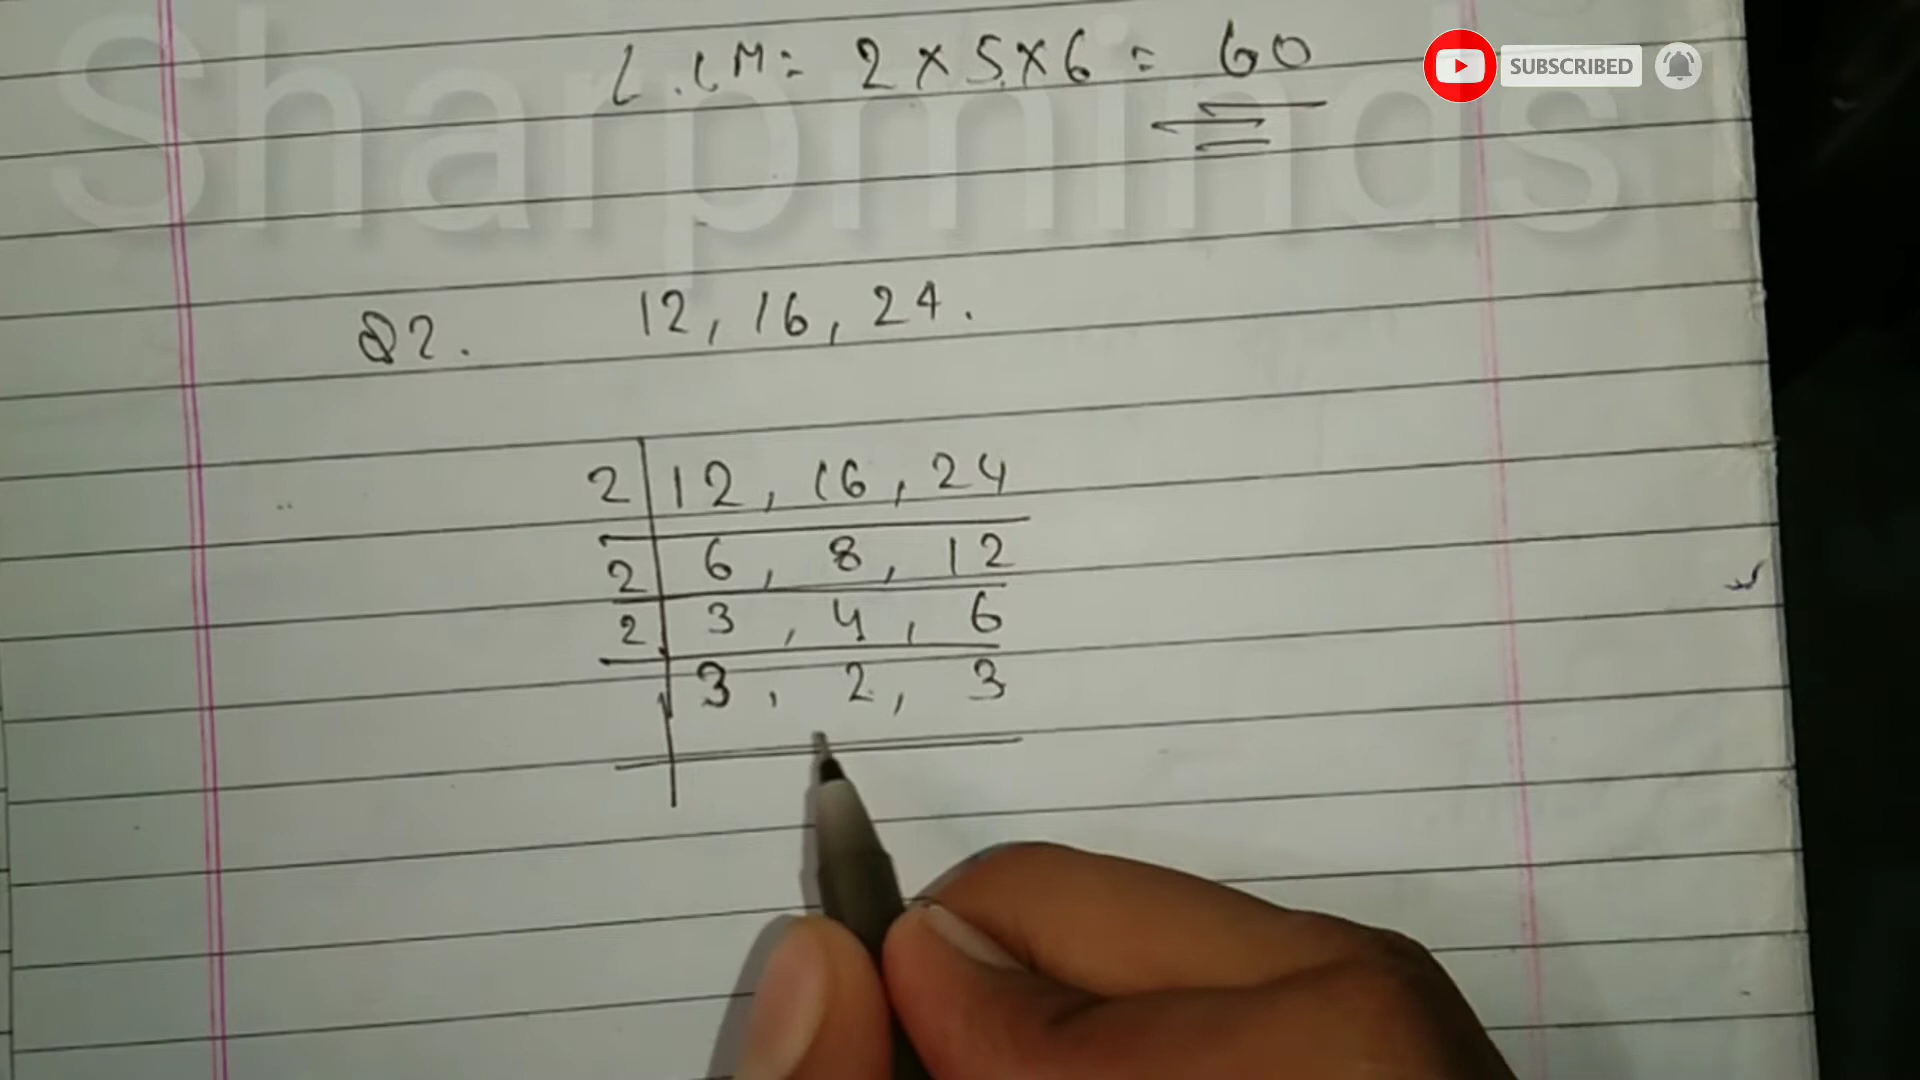 L.CM= 2×5×6 = 60
SUBSCRIBED
Sharpminds
Q2. 12, 16, 24.
2 12, 16, 24
2 6, 8, 12
2 3, 4, 6
3, 2, 3